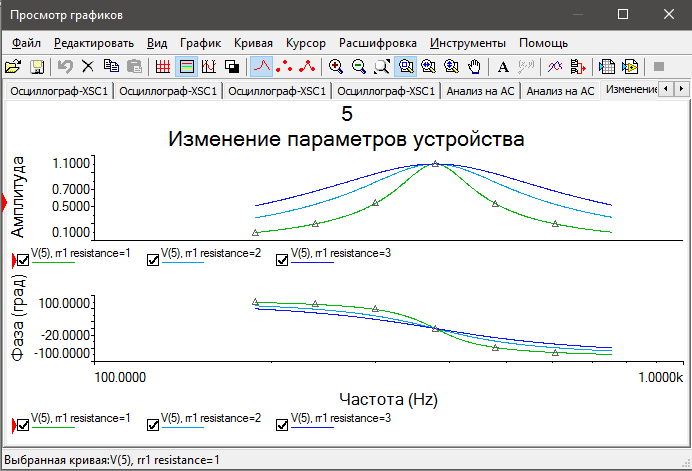 Просмотр графиков
Файл Редактировать Вид График Кривая Курсор Расшифровка Инструменты Помощь
Осциллограф-XSC1 Осциллограф-XSC1 Осциллограф-XSC1 Осциллограф-XSC1 Анализ на AC Анализ на AC Изменение
5
Изменение параметров устройства
Амплитуда
1.1000
0.7000
0.5000
0.1000
V(5), rr1 resistance=1 V(5), rr1 resistance=2 V(5), rr1 resistance=3
Фаза (град)
100.0000
-20.0000
-100.0000
100.0000 1.0000k
Частота (Hz)
V(5), rr1 resistance=1 V(5), rr1 resistance=2 V(5), rr1 resistance=3
Выбранная кривая:V(5), rr1 resistance=1